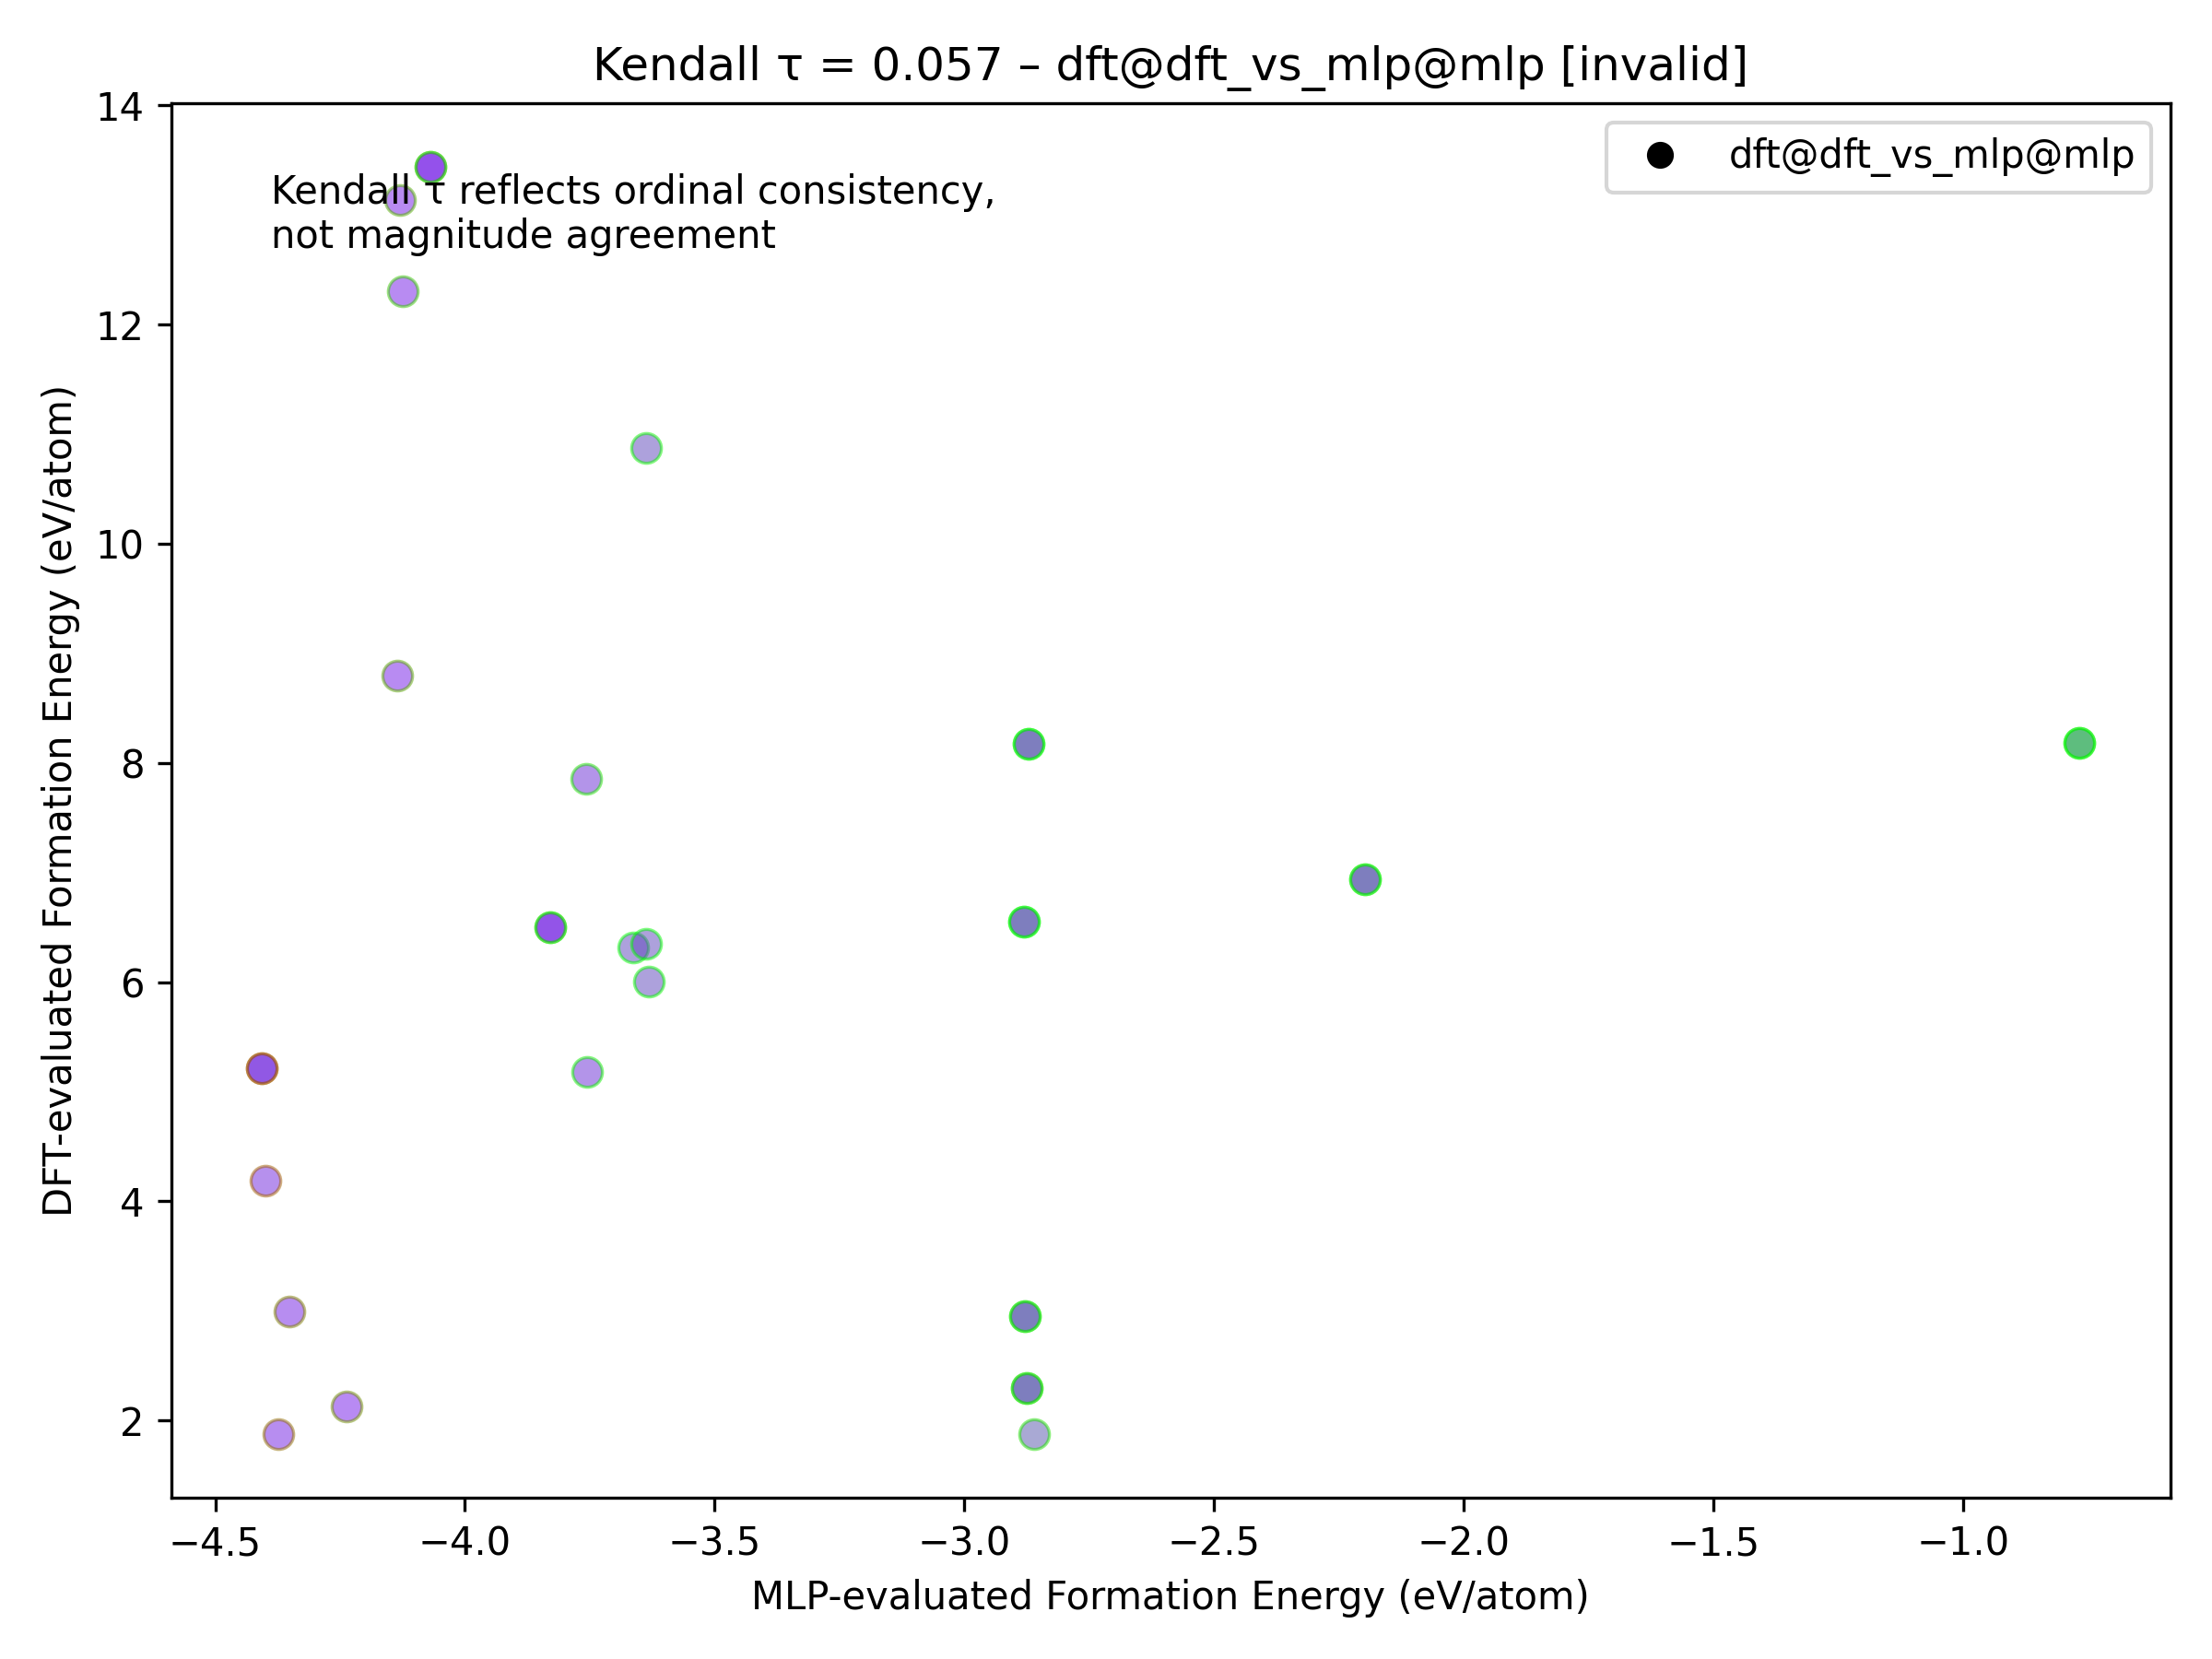 Kendall τ = 0.057 – dft@dft_vs_mlp@mlp [invalid]
14
12
10
8
6
4
2
DFT-evaluated Formation Energy (eV/atom)
Kendall τ reflects ordinal consistency,
not magnitude agreement
dft@dft_vs_mlp@mlp
−4.5 −4.0 −3.5 −3.0 −2.5 −2.0 −1.5 −1.0
MLP-evaluated Formation Energy (eV/atom)